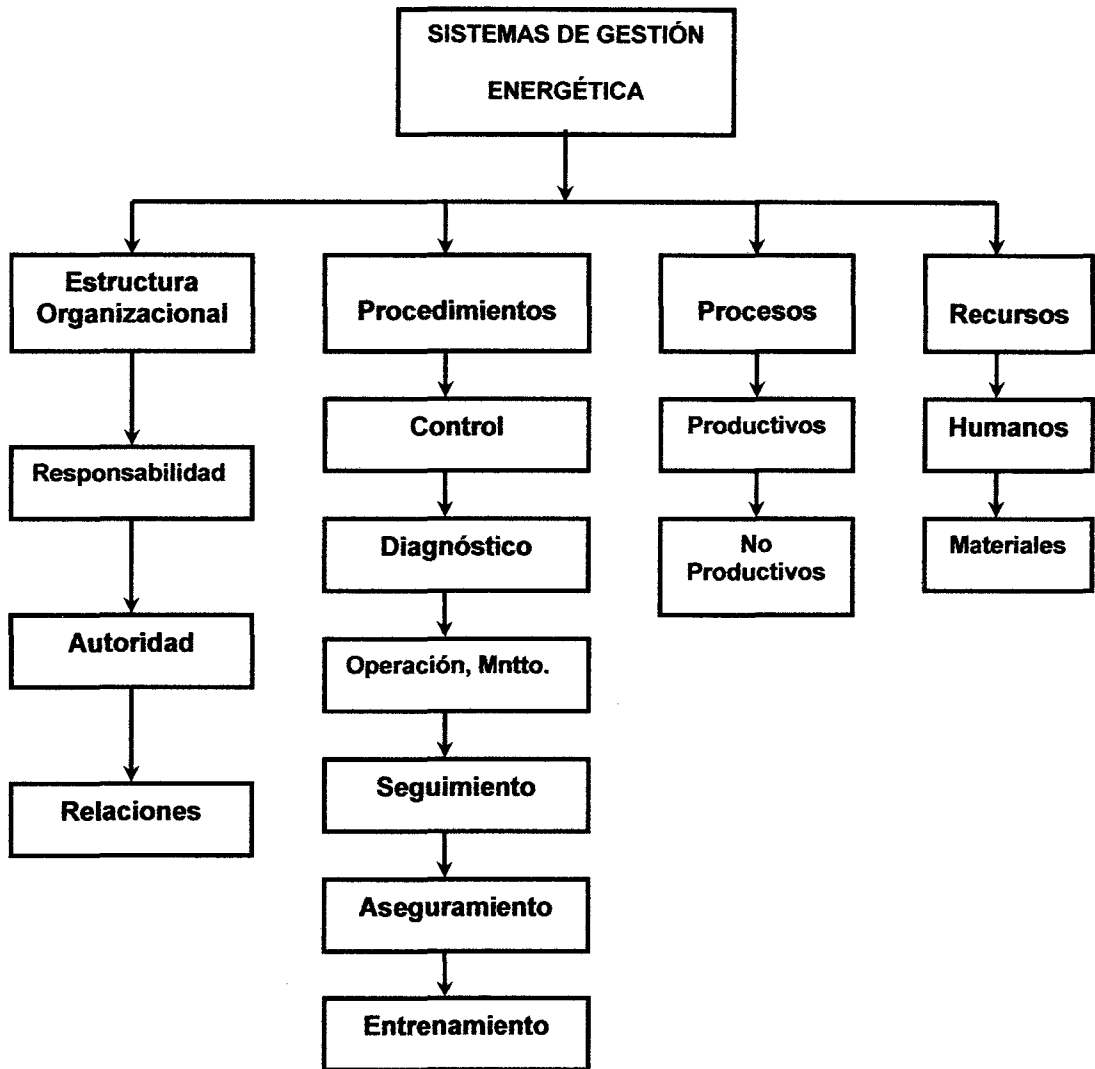 SISTEMAS DE GESTIÓN
ENERGÉTICA
Estructura
Organizacional
Procedimientos
Procesos
Recursos
Control
Productivos
Humanos
Responsabilidad
Diagnóstico
No
Productivos
Materiales
Autoridad
Operación, Mntto.
Seguimiento
Relaciones
Aseguramiento
Entrenamiento